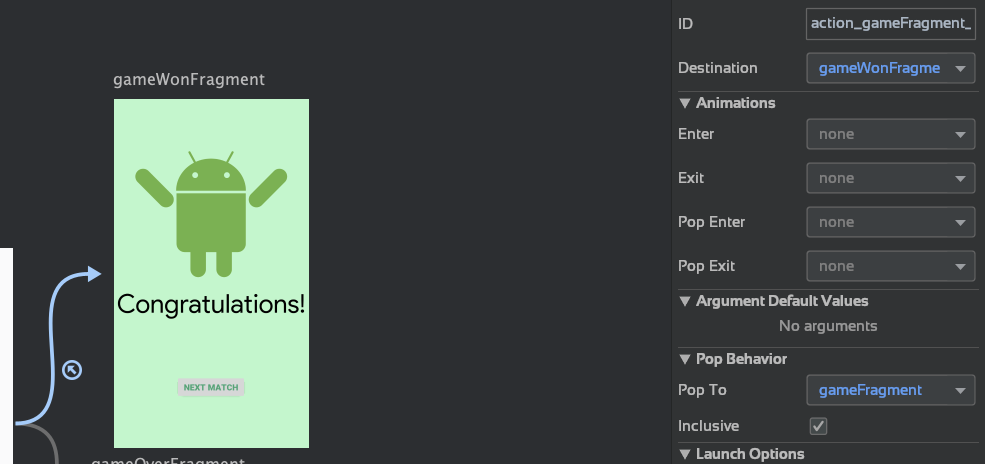 gameWonFragment
Congratulations!
NEXT MATCH
gameOverFragment
ID action_gameFragment_
Destination gameWonFragme
Animations
Enter none
Exit none
Pop Enter none
Pop Exit none
Argument Default Values
No arguments
Pop Behavior
Pop To gameFragment
Inclusive
Launch Options